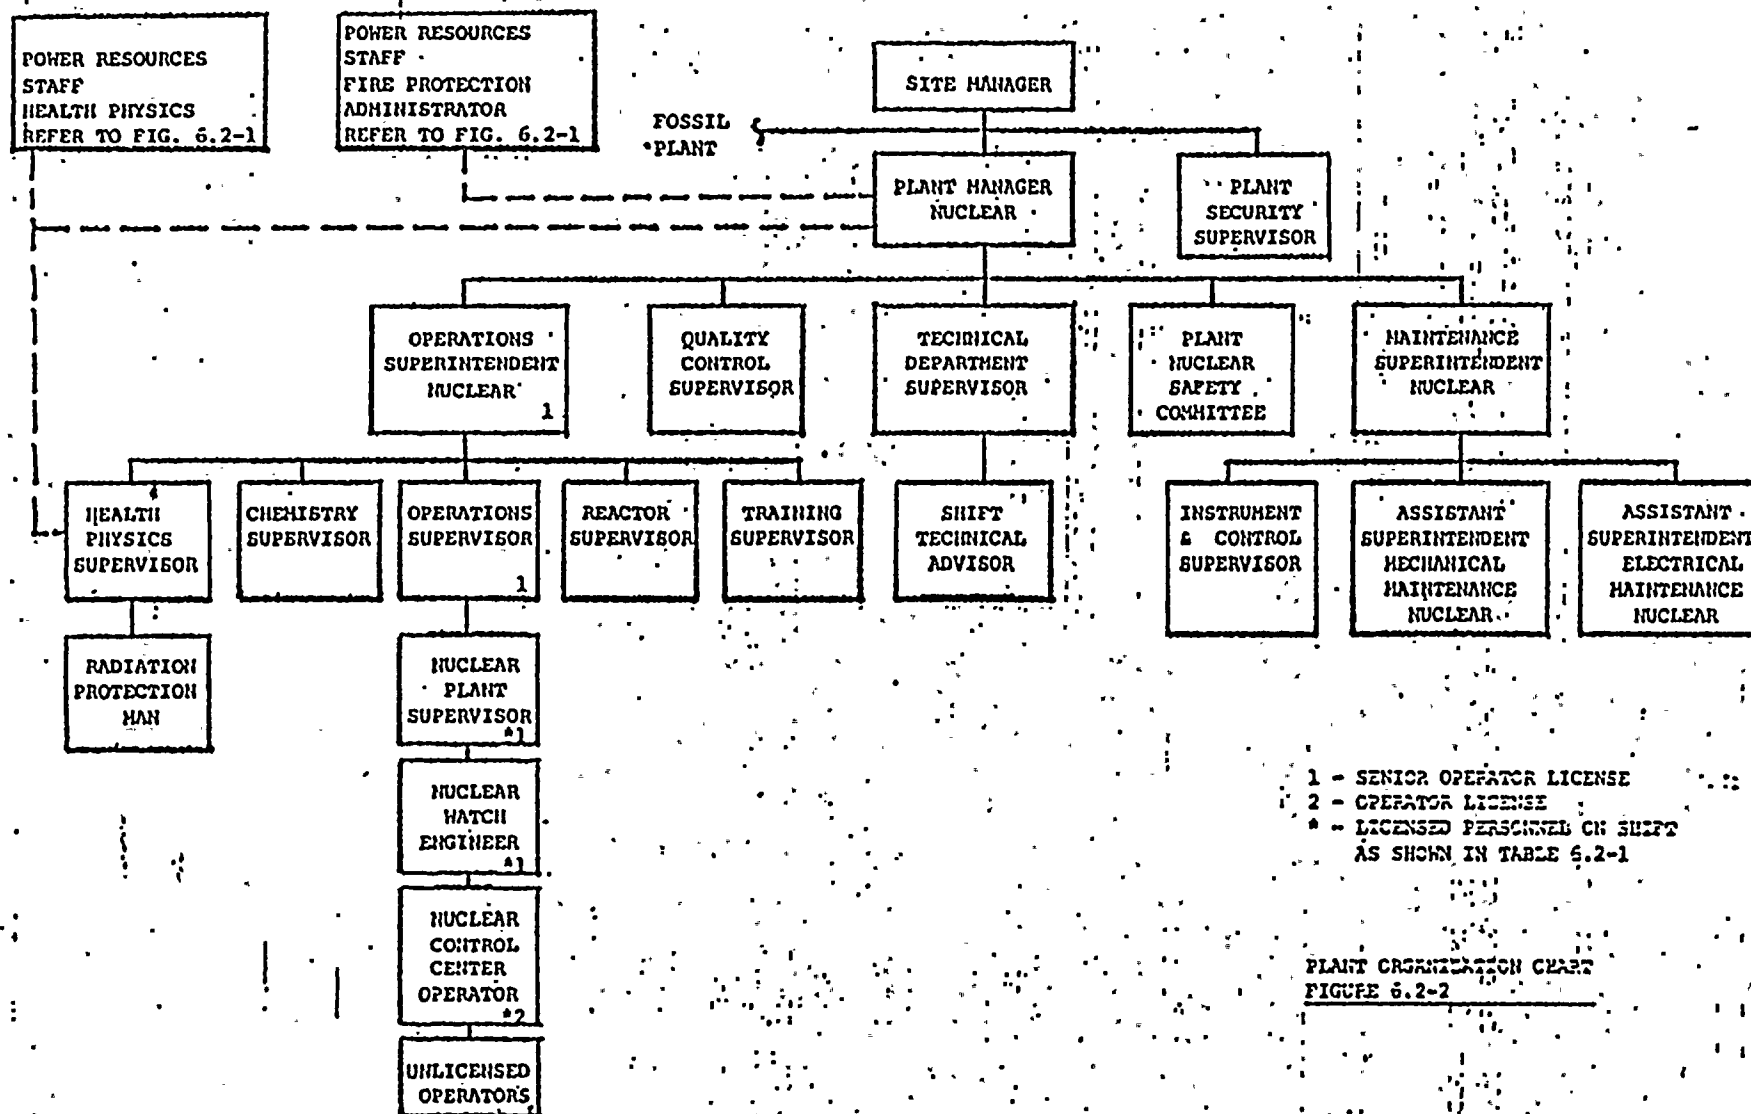 POWER RESOURCES
STAFF
HEALTH PHYSICS
REFER TO FIG. 6.2-1
POWER RESOURCES
STAFF
FIRE PROTECTION
ADMINISTRATOR
REFER TO FIG. 6.2-1
SITE MANAGER
FOSSIL
PLANT
PLANT MANAGER
NUCLEAR
PLANT
SECURITY
SUPERVISOR
OPERATIONS
SUPERINTENDENT
NUCLEAR
1
QUALITY
CONTROL
SUPERVISOR
TECHNICAL
DEPARTMENT
SUPERVISOR
PLANT
NUCLEAR
SAFETY
COMMITTEE
MAINTENANCE
SUPERINTENDENT
NUCLEAR
HEALTH
PHYSICS
SUPERVISOR
CHEMISTRY
SUPERVISOR
OPERATIONS
SUPERVISOR
1
REACTOR
SUPERVISOR
TRAINING
SUPERVISOR
SHIFT
TECHNICAL
ADVISOR
INSTRUMENT
& CONTROL
SUPERVISOR
ASSISTANT
SUPERINTENDENT
MECHANICAL
MAINTENANCE
NUCLEAR
ASSISTANT
SUPERINTENDENT
ELECTRICAL
MAINTENANCE
NUCLEAR
RADIATION
PROTECTION
MAN
NUCLEAR
PLANT
SUPERVISOR
*1
NUCLEAR
WATCH
ENGINEER
*1
NUCLEAR
CONTROL
CENTER
OPERATOR
*2
UNLICENSED
OPERATORS
1 - SENIOR OPERATOR LICENSE
2 - OPERATOR LICENSE
* - LICENSED PERSONNEL ON SHIFT
AS SHOWN IN TABLE 6.2-1
PLANT ORGANIZATION CHART
FIGURE 6.2-2